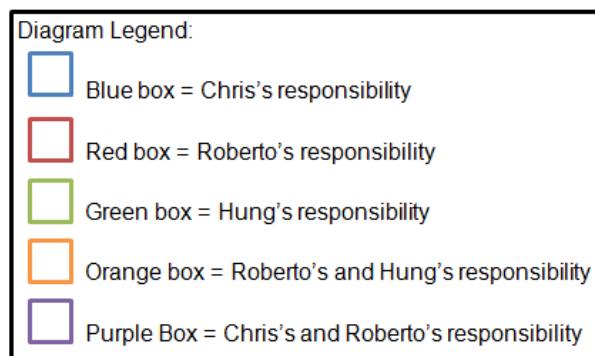 Diagram Legend:
Blue box = Chris's responsibility
Red box = Roberto's responsibility
Green box = Hung's responsibility
Orange box = Roberto's and Hung's responsibility
Purple Box = Chris's and Roberto's responsibility